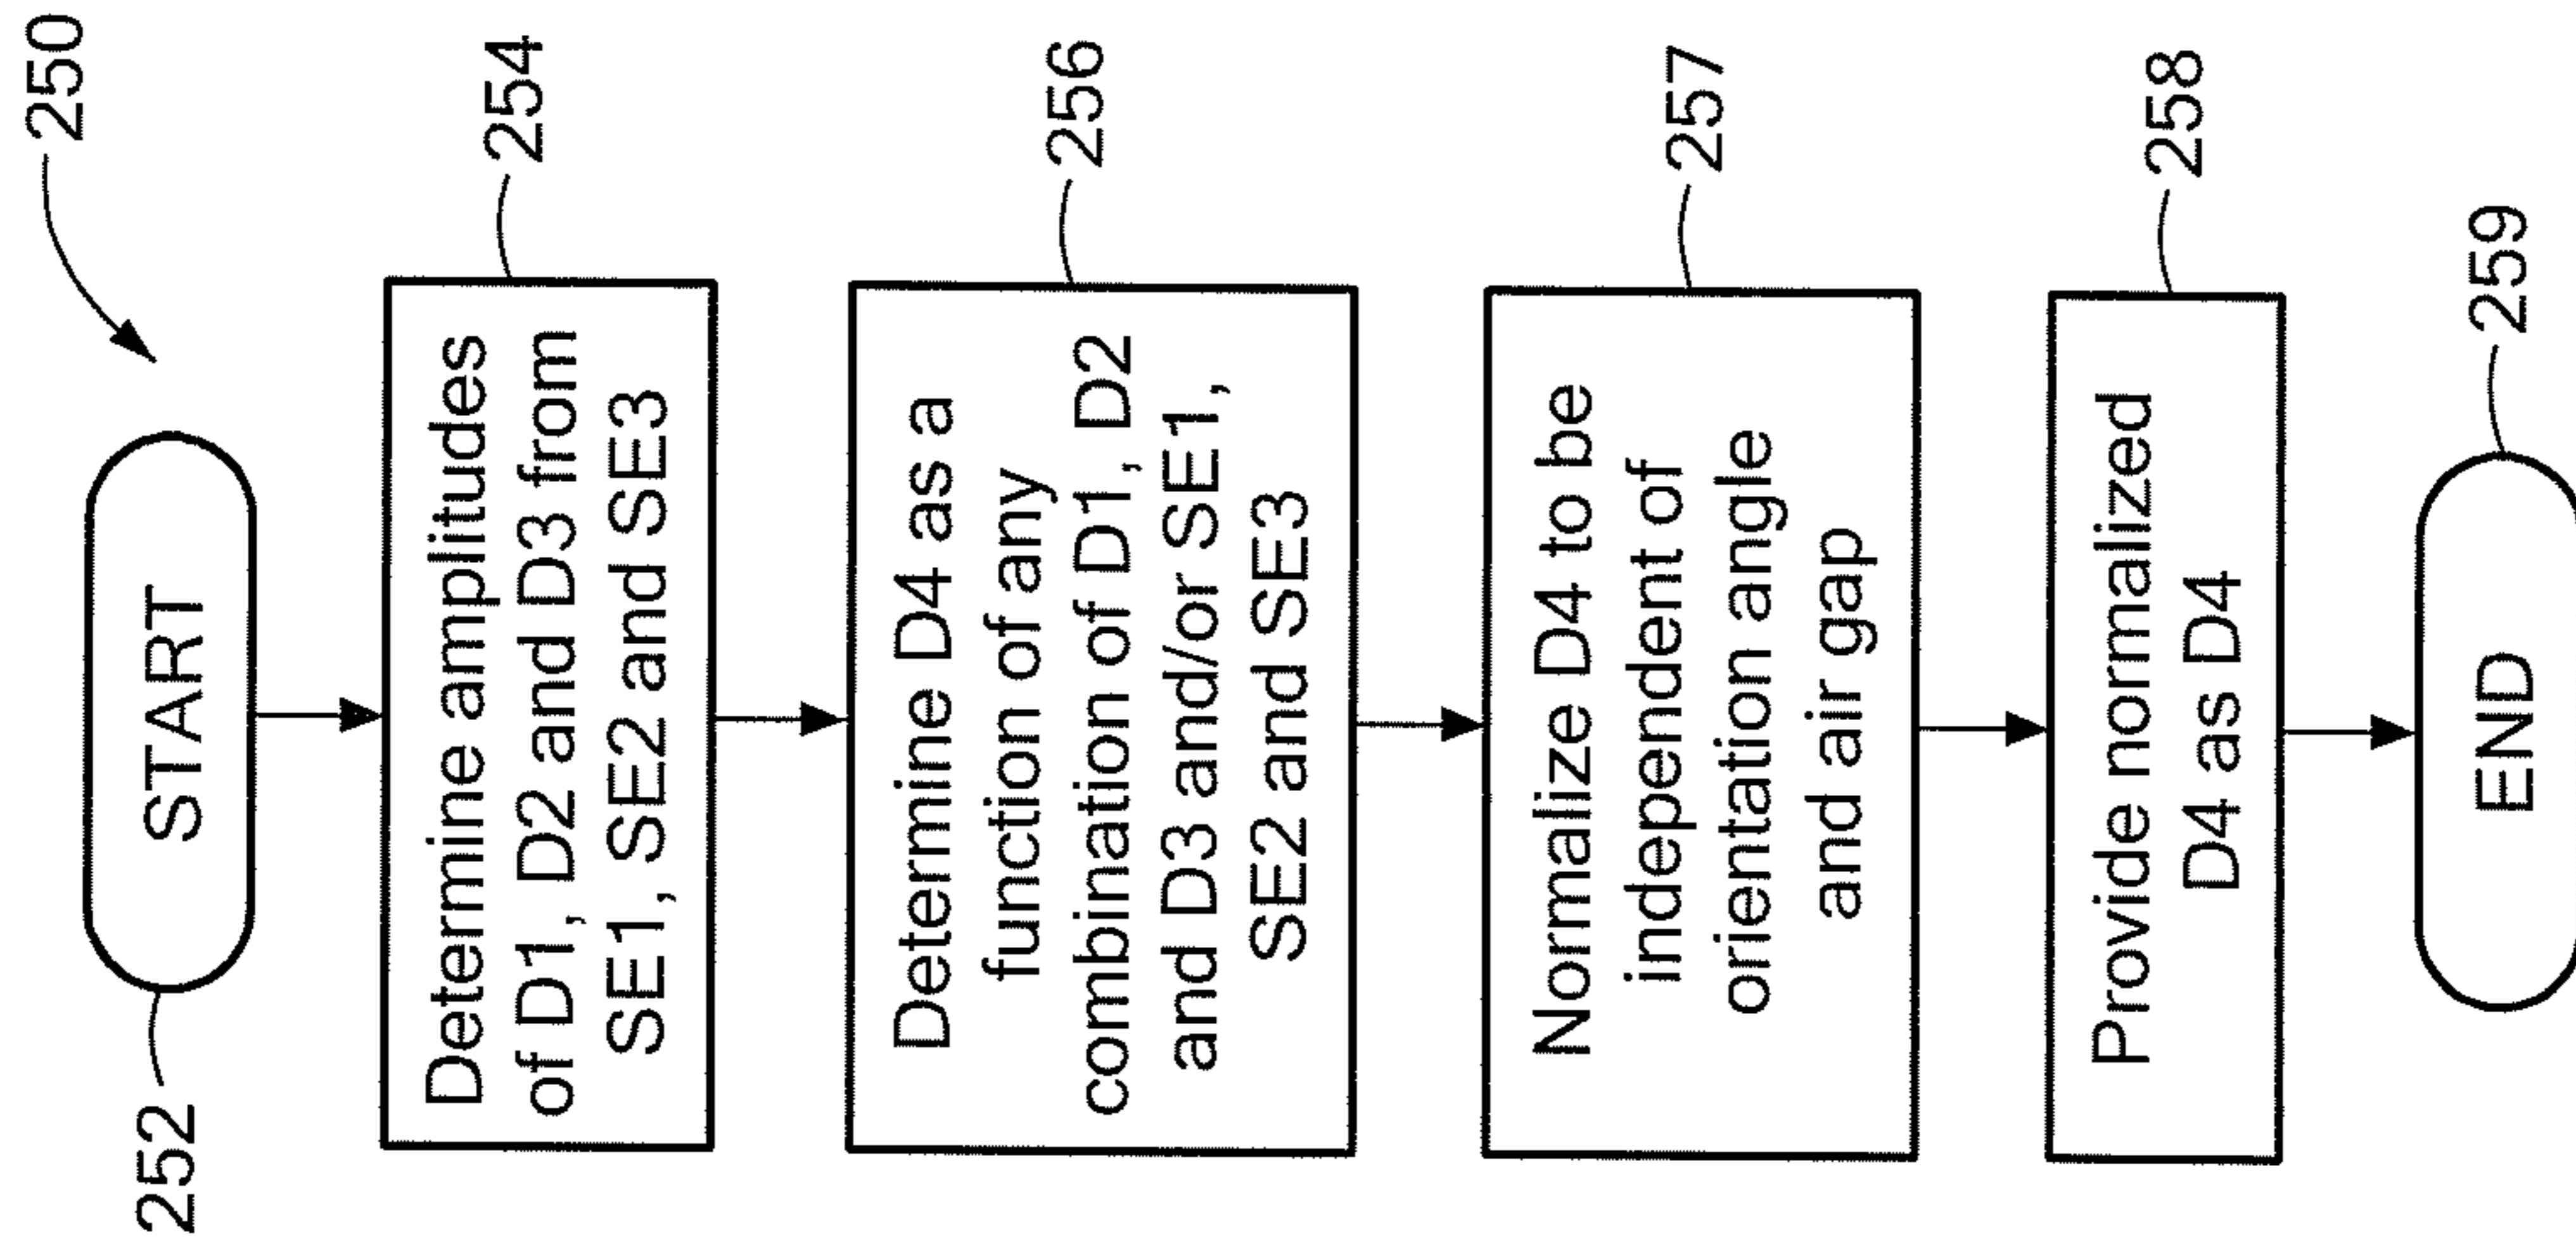 250
START
252
Determine amplitudes
of D1, D2 and D3 from
SE1, SE2 and SE3
254
Determine D4 as a
function of any
combination of D1, D2
and D3 and/or SE1,
SE2 and SE3
256
Normalize D4 to be
independent of
orientation angle
and air gap
257
Provide normalized
D4 as D4
258
END
259